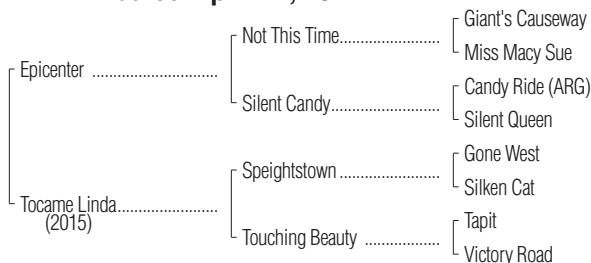 Giant's Causeway
Not This Time
Miss Macy Sue
Epicenter
Candy Ride (ARG)
Silent Candy
Silent Queen
Gone West
Speightstown
Silken Cat
Tocame Linda
(2015)
Tapit
Touching Beauty
Victory Road